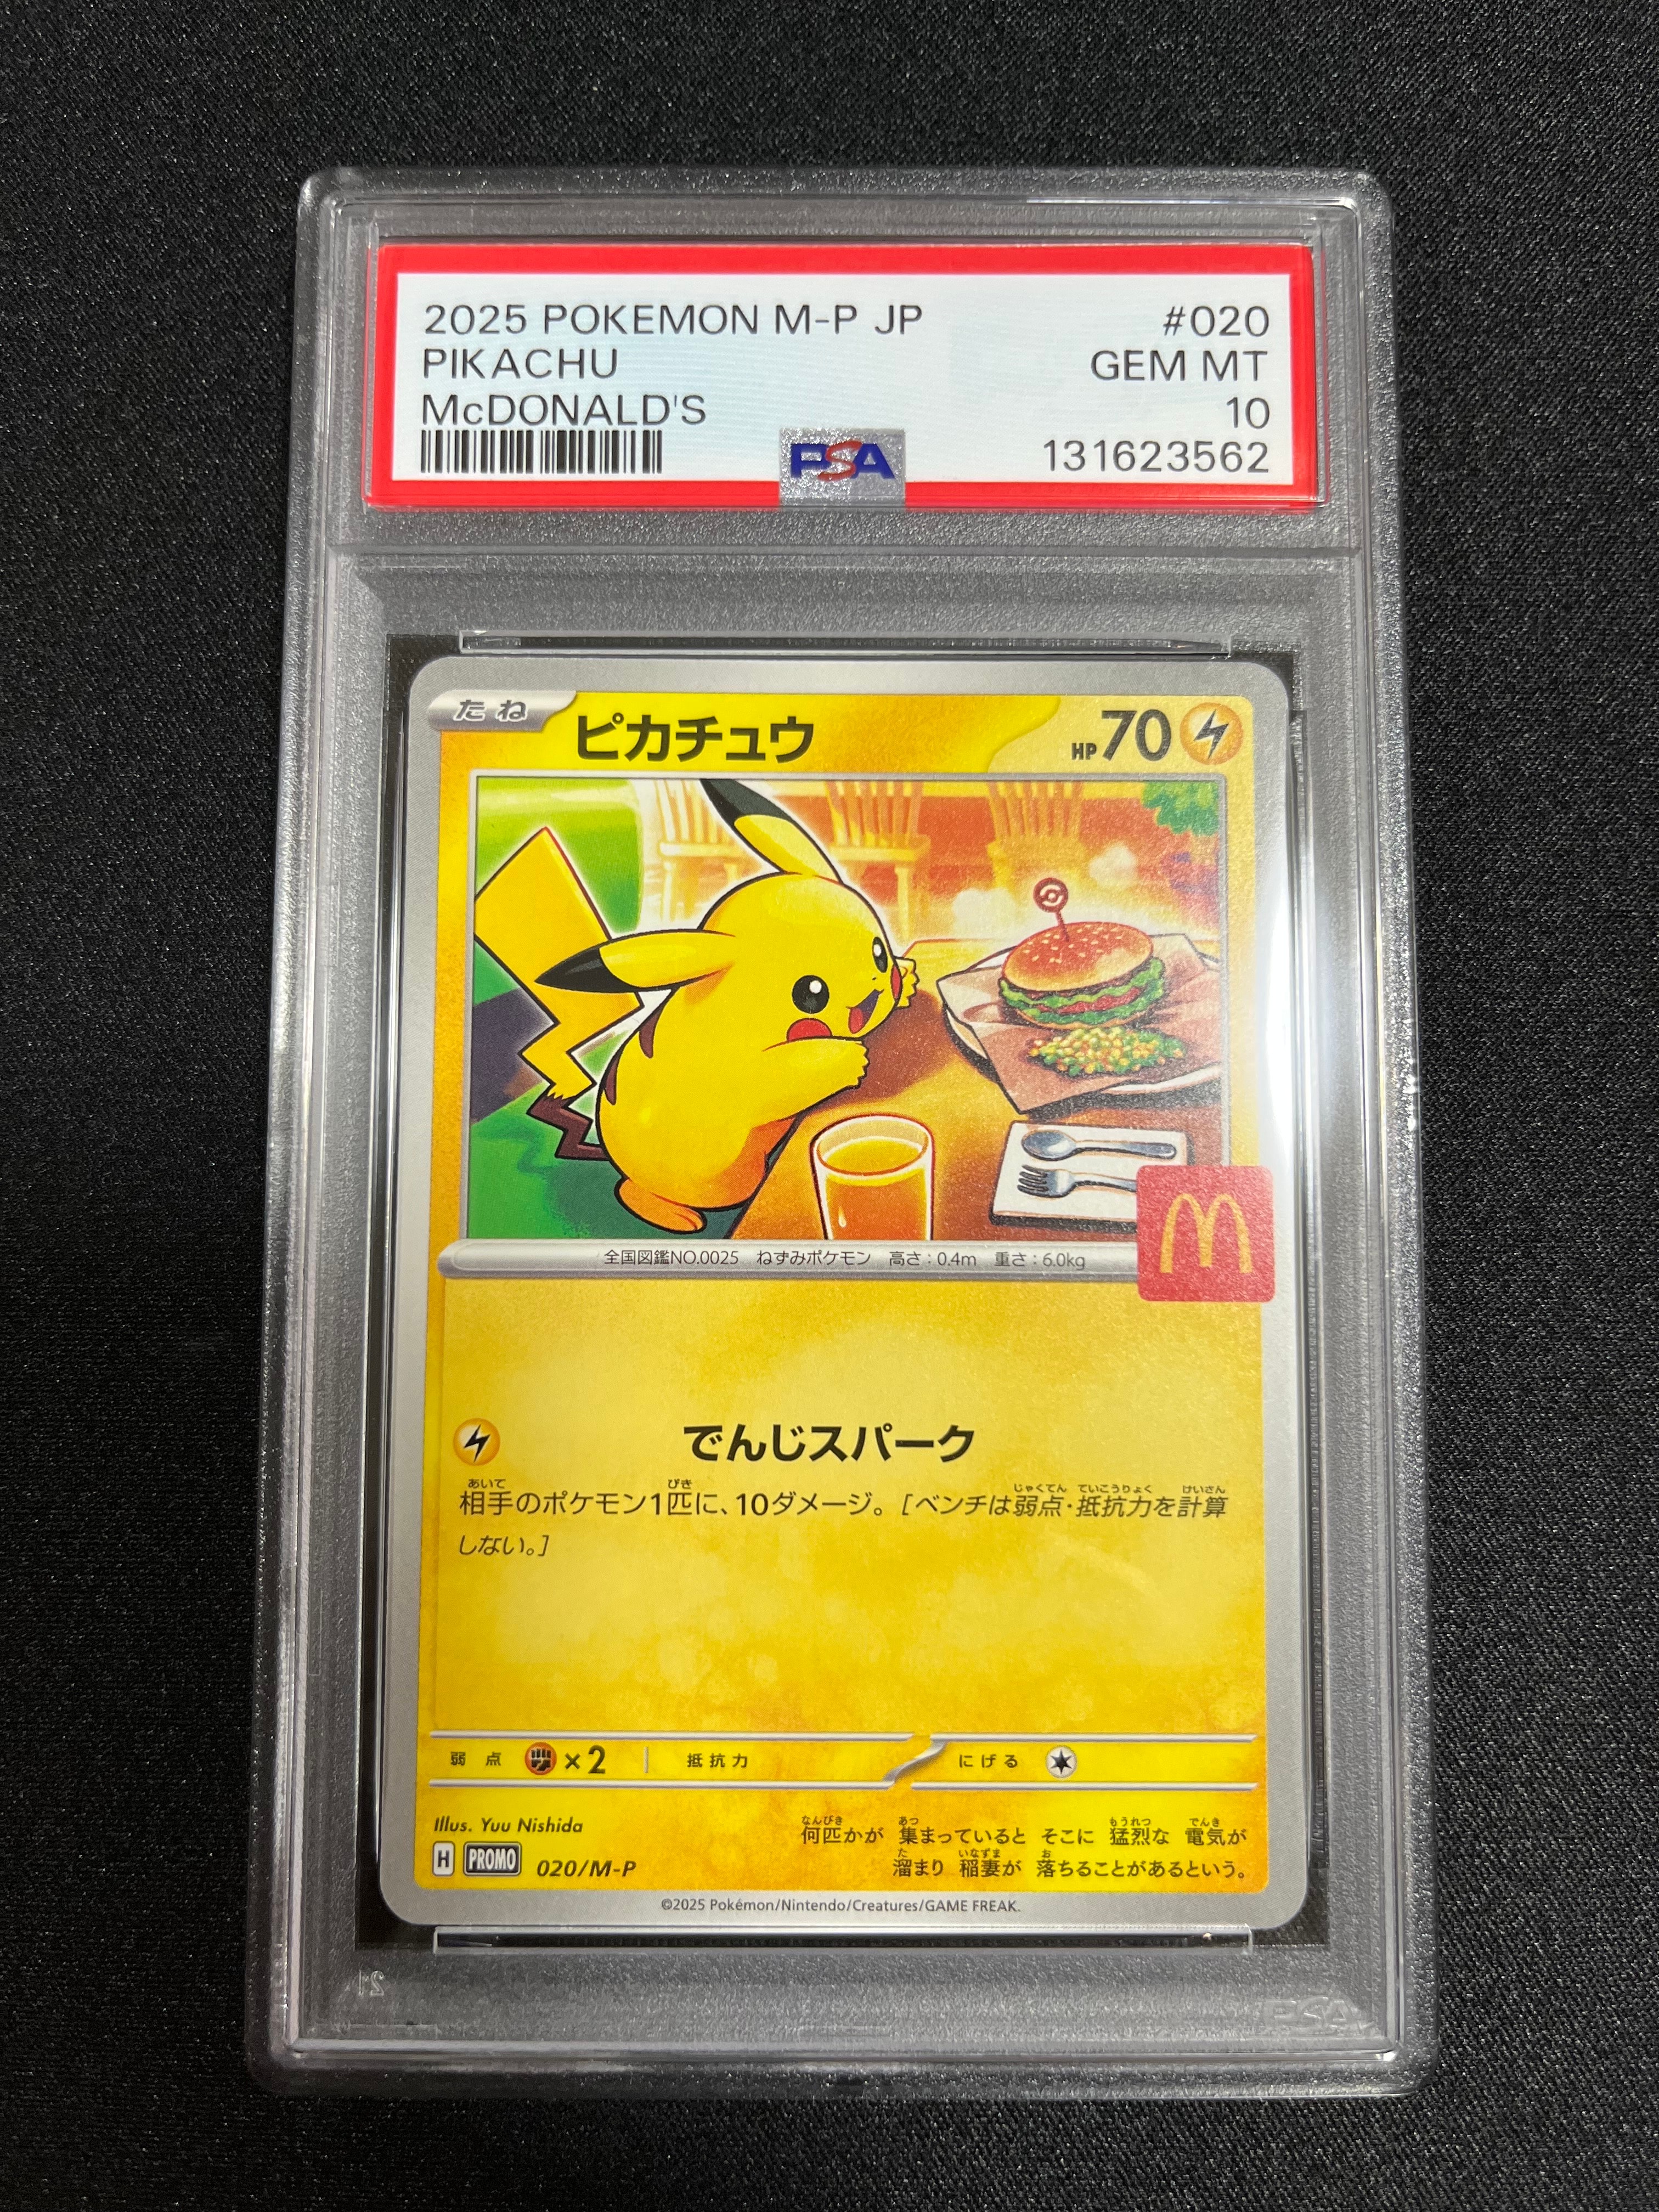 2025 POKEMON M-P JP #020
PIKACHU GEM MT
McDONALD'S 10
PSA 131623562
たね ピカチュウ HP70
全国図鑑NO.0025 ねずみポケモン 高さ：0.4m 重さ：6.0kg
でんじスパーク
相手のポケモン1匹に、10ダメージ。［ベンチは弱点・抵抗力を計算
しない。］
弱点 ×2 抵抗力 にげる
Illus. Yuu Nishida
何匹かが 集まっていると そこに 猛烈な 電気が
溜まり 稲妻が 落ちることがあるという。
H PROMO 020/M-P
©2025 Pokémon/Nintendo/Creatures/GAME FREAK.
PSA